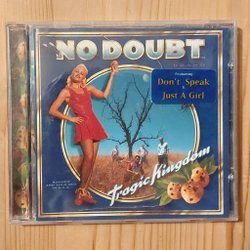 NO DOUBT
Featuring
Don't Speak
Just A Girl
Tragic Kingdom